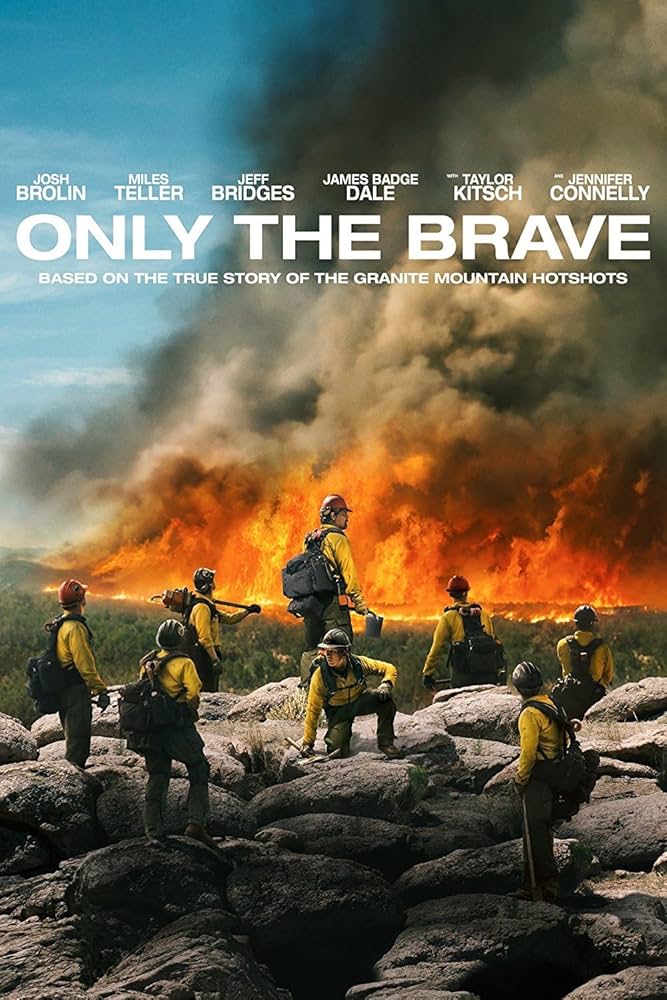 JOSH BROLIN MILES TELLER JEFF BRIDGES JAMES BADGE DALE WITH TAYLOR KITSCH AND JENNIFER CONNELLY
ONLY THE BRAVE
BASED ON THE TRUE STORY OF THE GRANITE MOUNTAIN HOTSHOTS